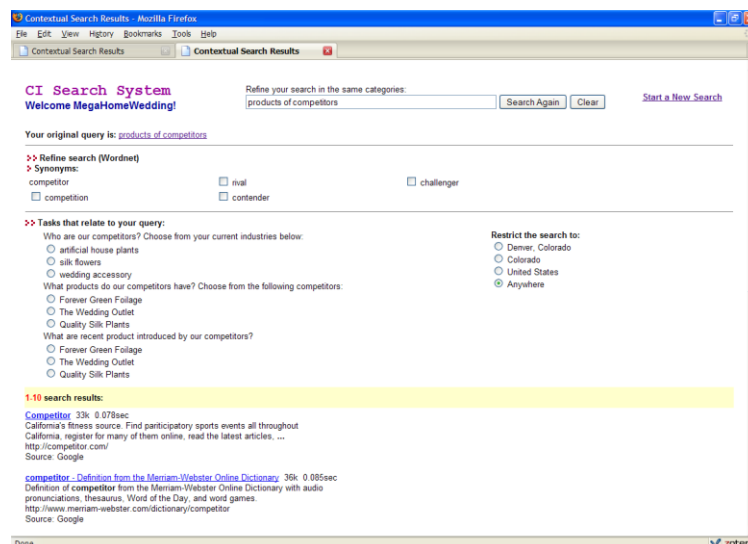 Contextual Search Results - Mozilla Firefox
File Edit View History Bookmarks Tools Help
Contextual Search Results Contextual Search Results
CI Search System
Welcome MegaHomeWedding!
Refine your search in the same categories:
products of competitors Search Again Clear
Start a New Search
Your original query is: products of competitors
Refine search (Wordnet)
Synonyms:
competitor rival challenger
competition contender
Tasks that relate to your query:
Who are our competitors? Choose from your current industries below:
artificial house plants
silk flowers
wedding accessory
What products do our competitors have? Choose from the following competitors:
Forever Green Foilage
The Wedding Outlet
Quality Silk Plants
What are recent product introduced by our competitors?
Forever Green Foilage
The Wedding Outlet
Quality Silk Plants
Restrict the search to:
Denver, Colorado
Colorado
United States
Anywhere
1-10 search results:
Competitor 33k 0.078sec
California's fitness source. Find pariticipatory sports events all throughout
California, register for many of them online, read the latest articles, ...
http://competitor.com/
Source: Google
competitor - Definition from the Merriam-Webster Online Dictionary 36k 0.085sec
Definition of competitor from the Merriam-Webster Online Dictionary with audio
pronunciations, thesaurus, Word of the Day, and word games.
http://www.merriam-webster.com/dictionary/competitor
Source: Google
Done